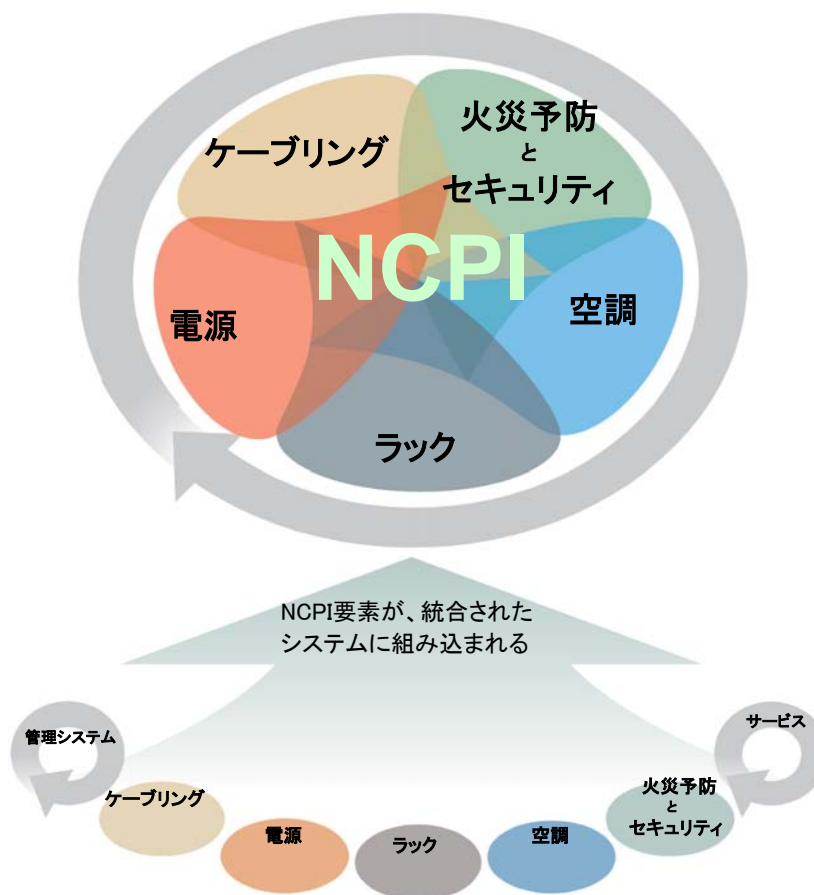 ケーブリング
火災予防
と
セキュリティ
NCPI
電源
空調
ラック
NCPI要素が、統合された
システムに組み込まれる
管理システム
サービス
ケーブリング
電源
ラック
空調
火災予防
と
セキュリティ